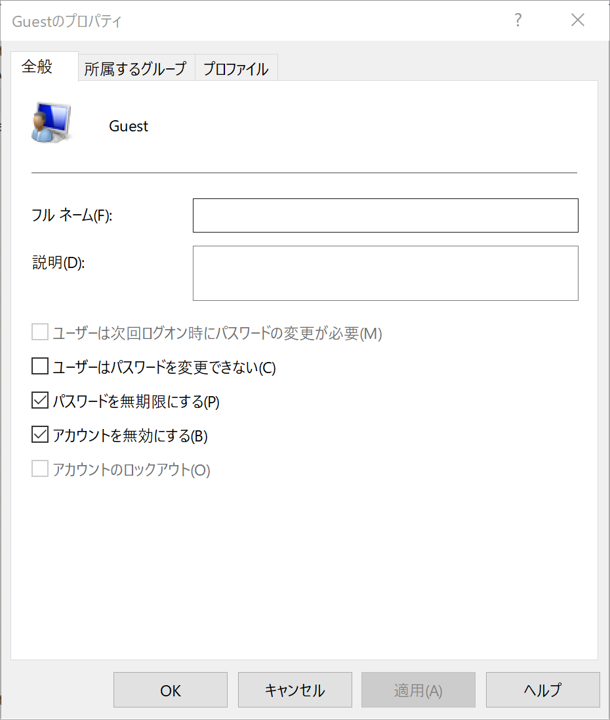 Guestのプロパティ
?
全般
所属するグループ
プロファイル
Guest
フル ネーム(F):
説明(D):
ユーザーは次回ログオン時にパスワードの変更が必要(M)
ユーザーはパスワードを変更できない(C)
パスワードを無期限にする(P)
アカウントを無効にする(B)
アカウントのロックアウト(O)
OK
キャンセル
適用(A)
ヘルプ